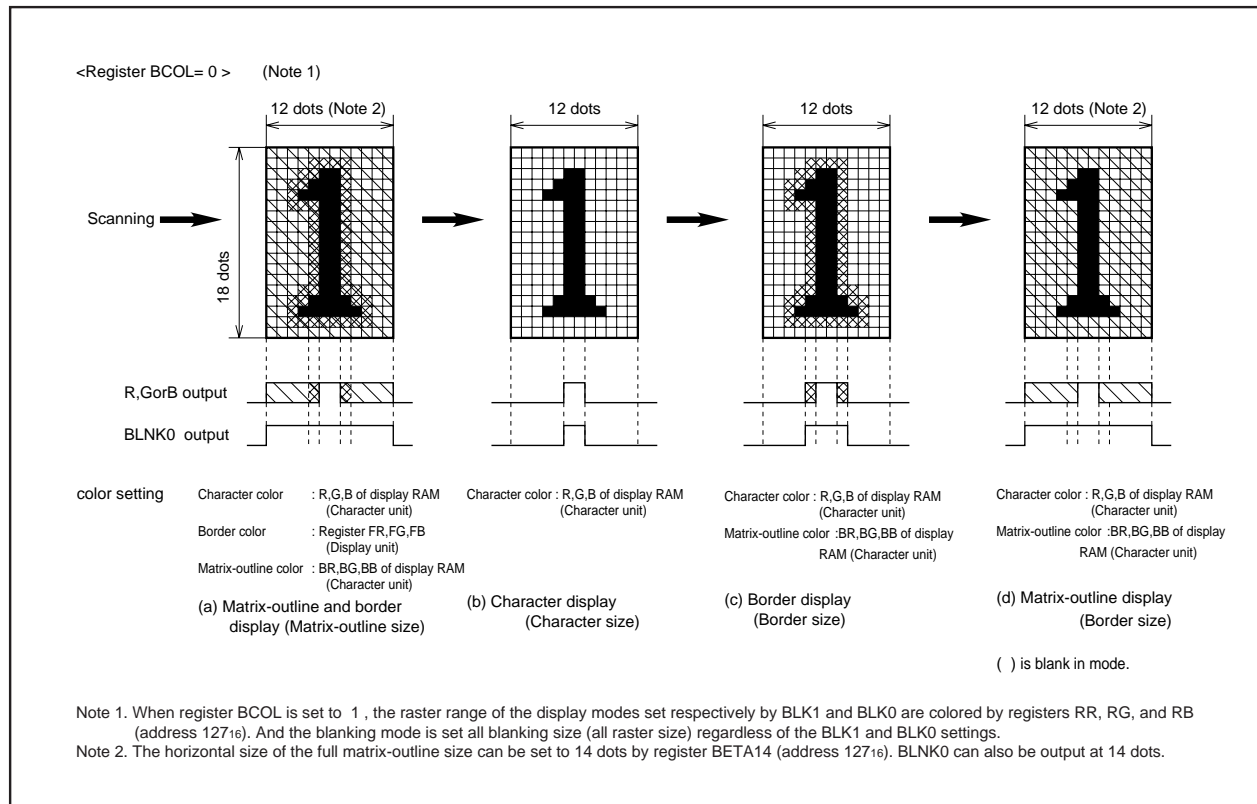 <Register BCOL= 0 > (Note 1)
12 dots (Note 2)
12 dots
12 dots
12 dots (Note 2)
Scanning
18 dots
R,GorB output
BLNK0 output
color setting
Character color : R,G,B of display RAM
(Character unit)
Border color : Register FR,FG,FB
(Display unit)
Matrix-outline color : BR,BG,BB of display RAM
(Character unit)
(a) Matrix-outline and border
display (Matrix-outline size)
Character color : R,G,B of display RAM
(Character unit)
(b) Character display
(Character size)
Character color : R,G,B of display RAM
(Character unit)
Matrix-outline color :BR,BG,BB of display
RAM (Character unit)
(c) Border display
(Border size)
Character color : R,G,B of display RAM
(Character unit)
Matrix-outline color :BR,BG,BB of display
RAM (Character unit)
(d) Matrix-outline display
(Border size)
( ) is blank in mode.
Note 1. When register BCOL is set to 1 , the raster range of the display modes set respectively by BLK1 and BLK0 are colored by registers RR, RG, and RB
(address 12716). And the blanking mode is set all blanking size (all raster size) regardless of the BLK1 and BLK0 settings.
Note 2. The horizontal size of the full matrix-outline size can be set to 14 dots by register BETA14 (address 12716). BLNK0 can also be output at 14 dots.